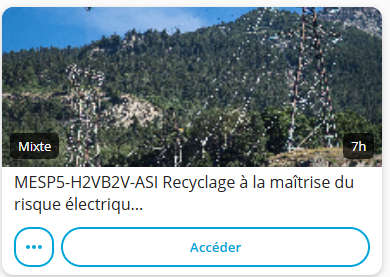 Mixte
7h
MESP5-H2VB2V-ASI Recyclage à la maîtrise du
risque électriqu...
Accéder